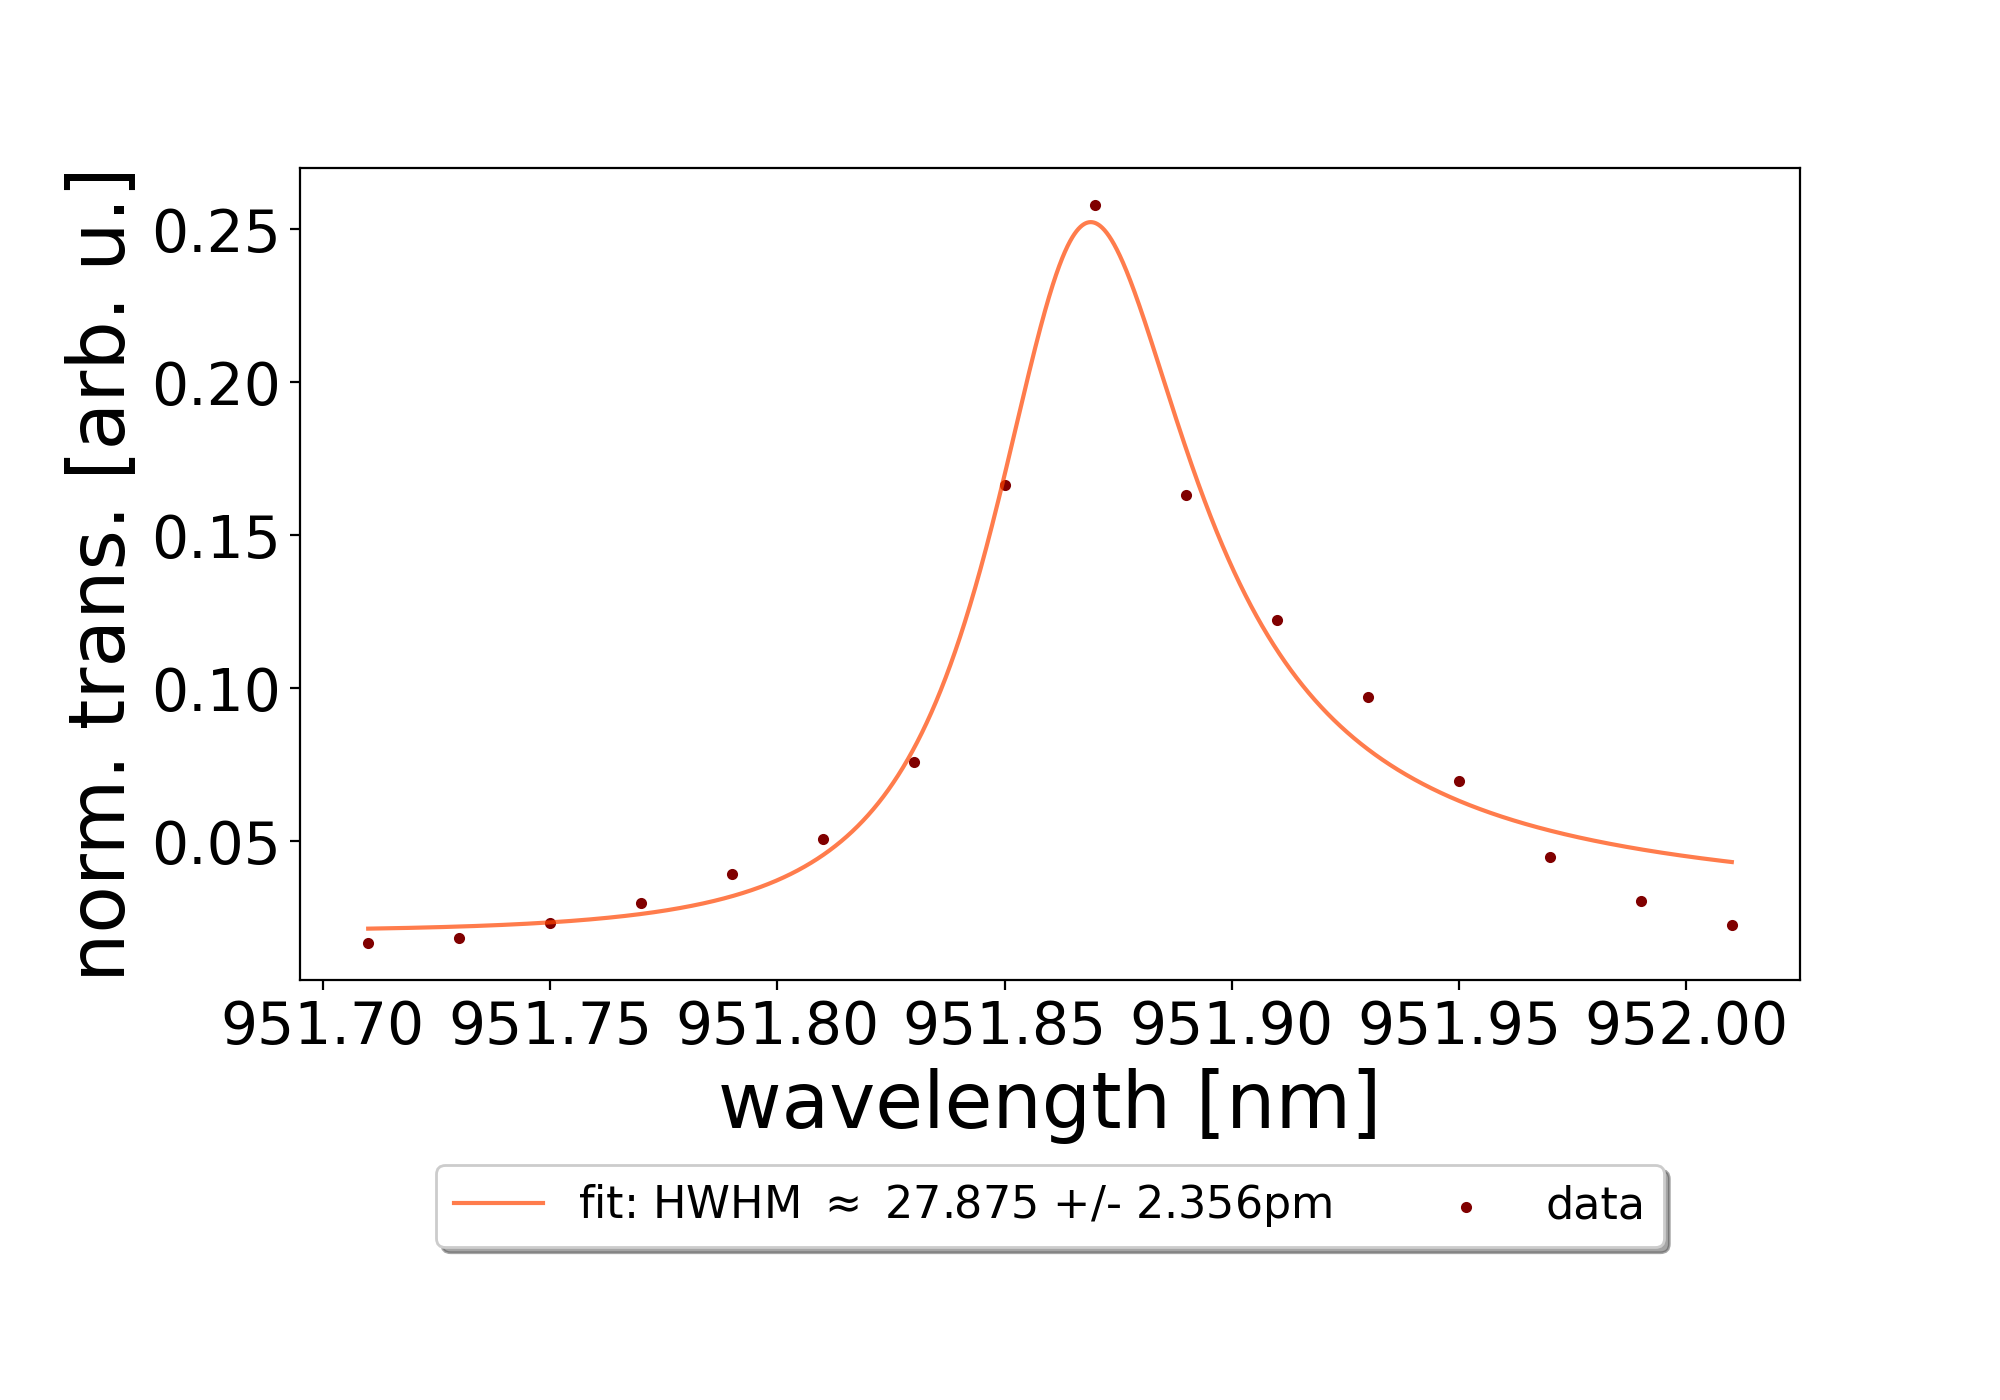 norm. trans. [arb. u.]
0.25
0.20
0.15
0.10
0.05
951.70 951.75 951.80 951.85 951.90 951.95 952.00
wavelength [nm]
fit: HWHM ≈ 27.875 +/- 2.356pm data